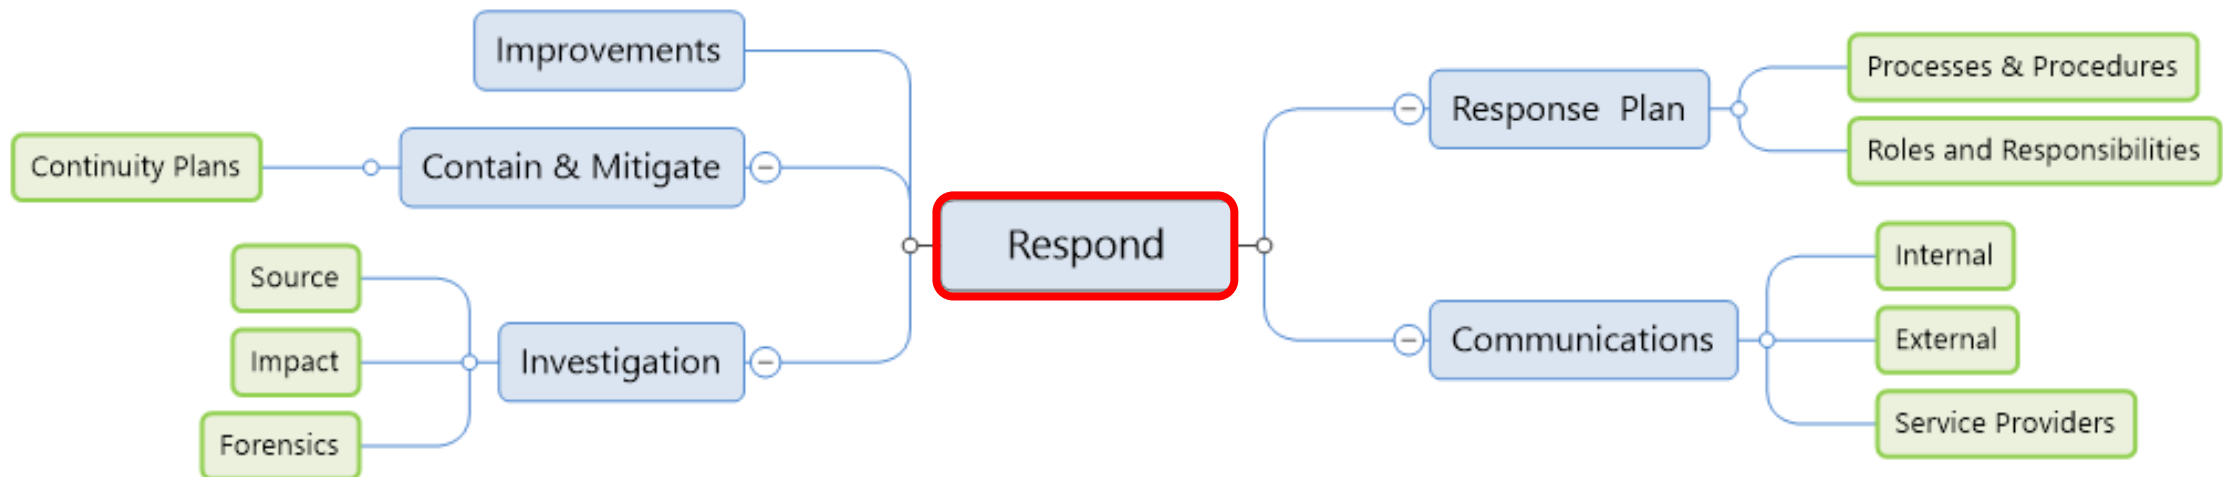 Improvements
Continuity Plans
Contain & Mitigate
Source
Impact
Forensics
Investigation
Respond
Response Plan
Processes & Procedures
Roles and Responsibilities
Communications
Internal
External
Service Providers